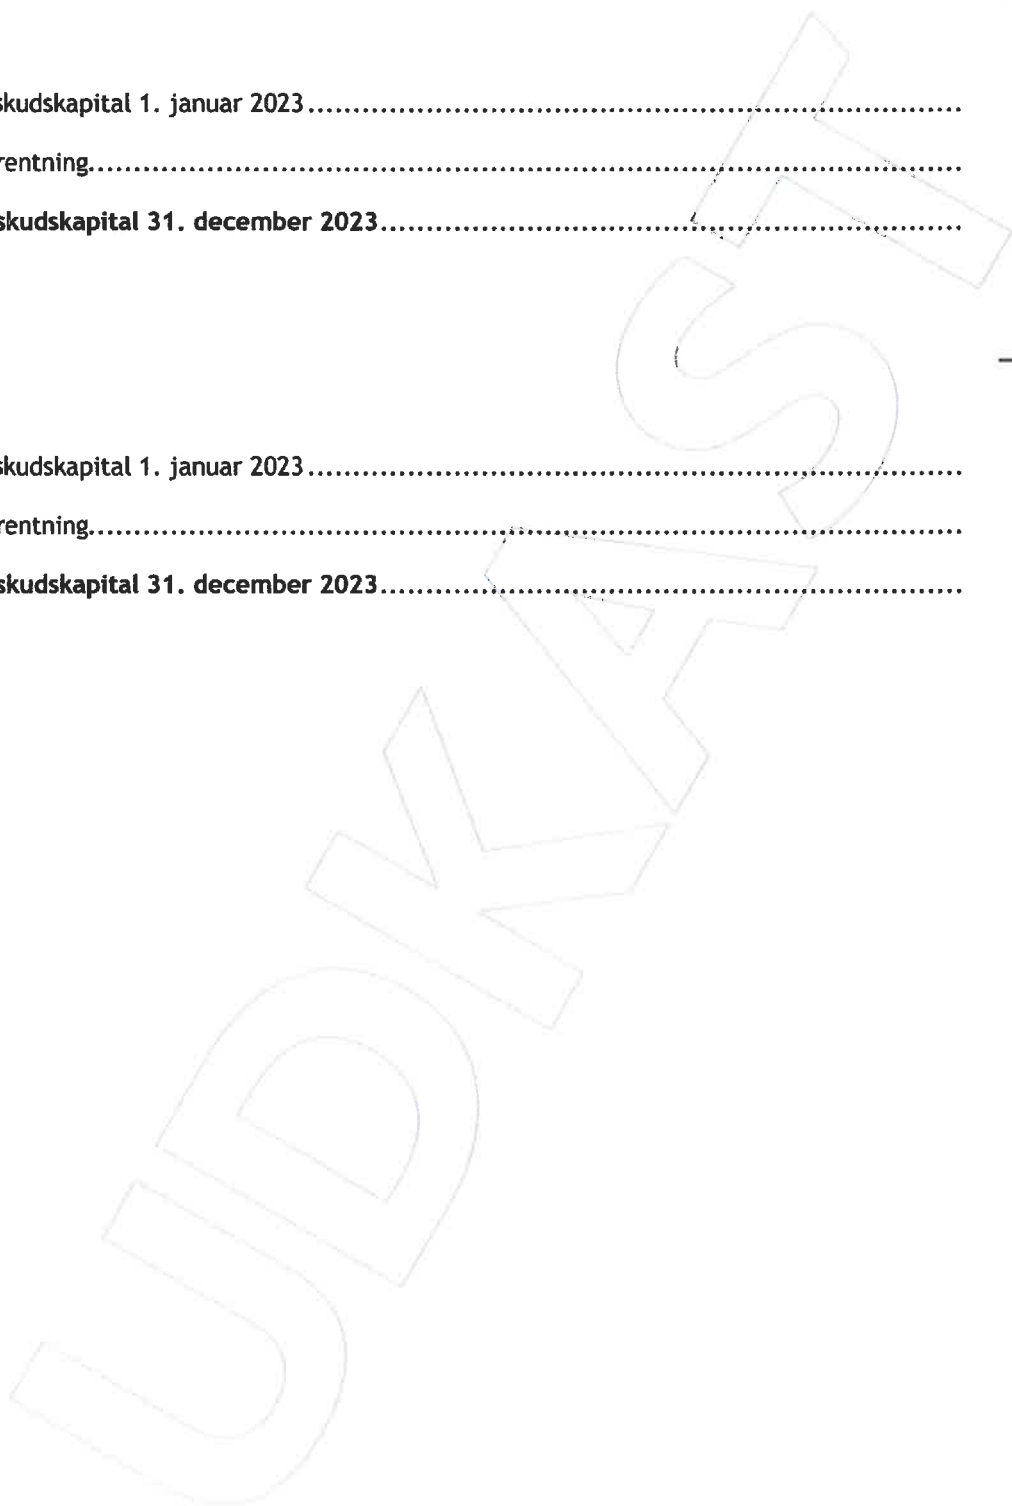 skudskapital 1. januar 2023
rentning
skudskapital 31. december 2023
skudskapital 1. januar 2023
rentning
skudskapital 31. december 2023
UDKAST